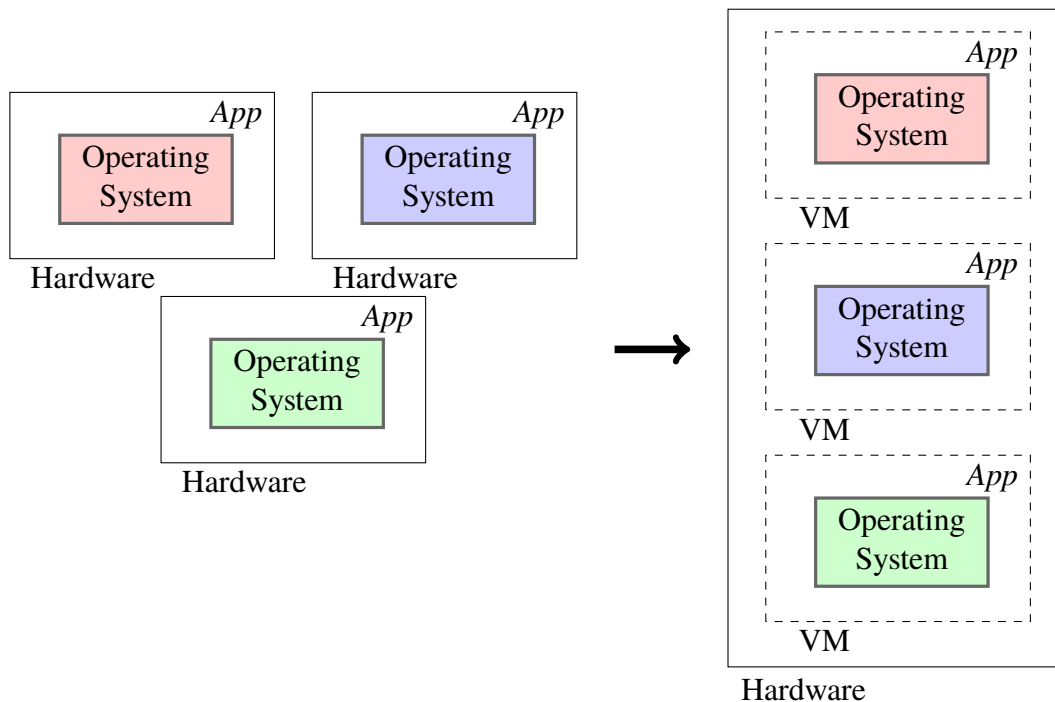 App
Operating
System
Hardware
App
Operating
System
Hardware
App
Operating
System
Hardware
App
Operating
System
VM
App
Operating
System
VM
App
Operating
System
VM
Hardware